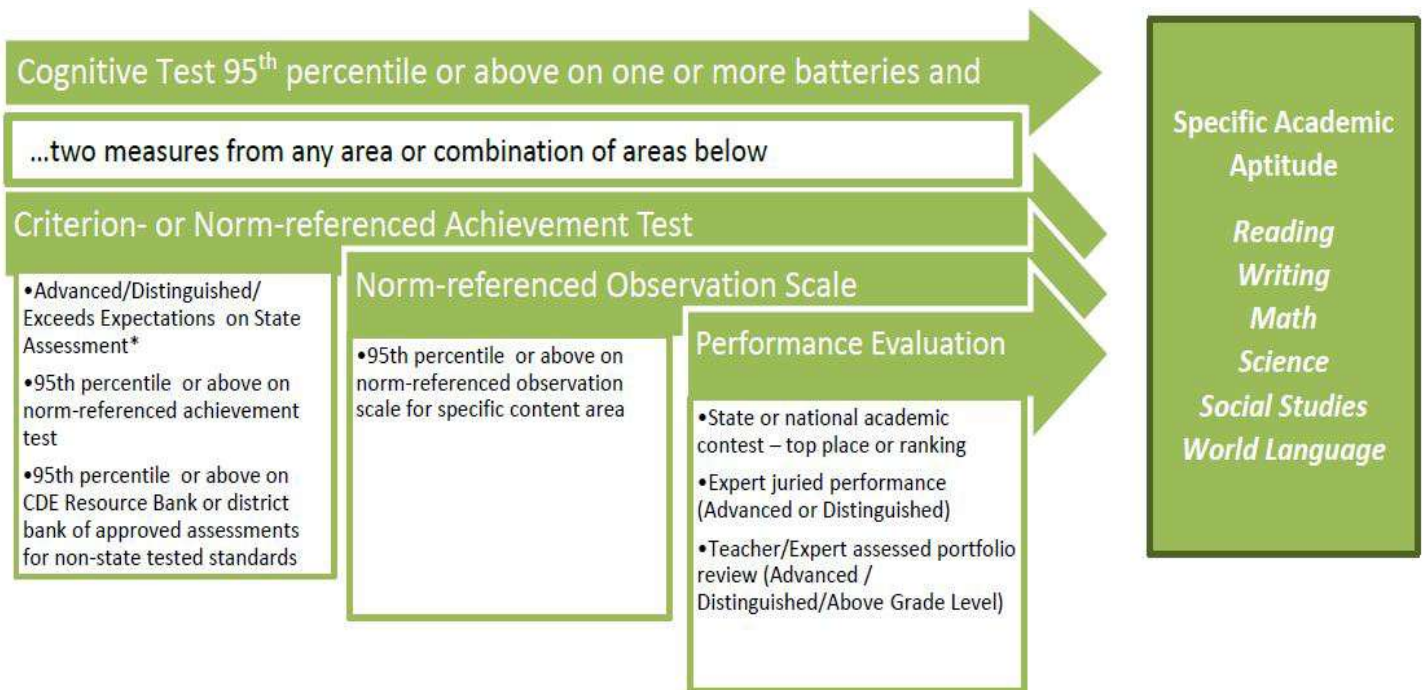 Cognitive Test 95th percentile or above on one or more batteries and
...two measures from any area or combination of areas below
Criterion- or Norm-referenced Achievement Test
•Advanced/Distinguished/
Exceeds Expectations on State
Assessment*
•95th percentile or above on
norm-referenced achievement
test
•95th percentile or above on
CDE Resource Bank or district
bank of approved assessments
for non-state tested standards
Norm-referenced Observation Scale
•95th percentile or above on
norm-referenced observation
scale for specific content area
Performance Evaluation
•State or national academic
contest – top place or ranking
•Expert juried performance
(Advanced or Distinguished)
•Teacher/Expert assessed portfolio
review (Advanced /
Distinguished/Above Grade Level)
Specific Academic
Aptitude
Reading
Writing
Math
Science
Social Studies
World Language